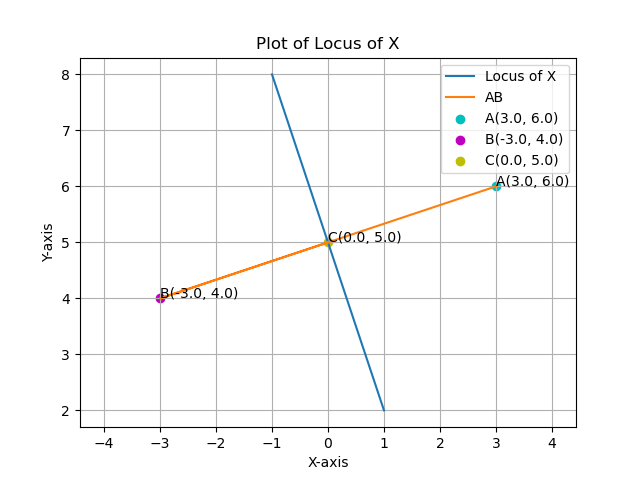 Plot of Locus of X
8
7
6
5
4
3
2
Y-axis
Locus of X
AB
A(3.0, 6.0)
B(-3.0, 4.0)
C(0.0, 5.0)
A(3.0, 6.0)
C(0.0, 5.0)
B(-3.0, 4.0)
−4 −3 −2 −1 0 1 2 3 4
X-axis